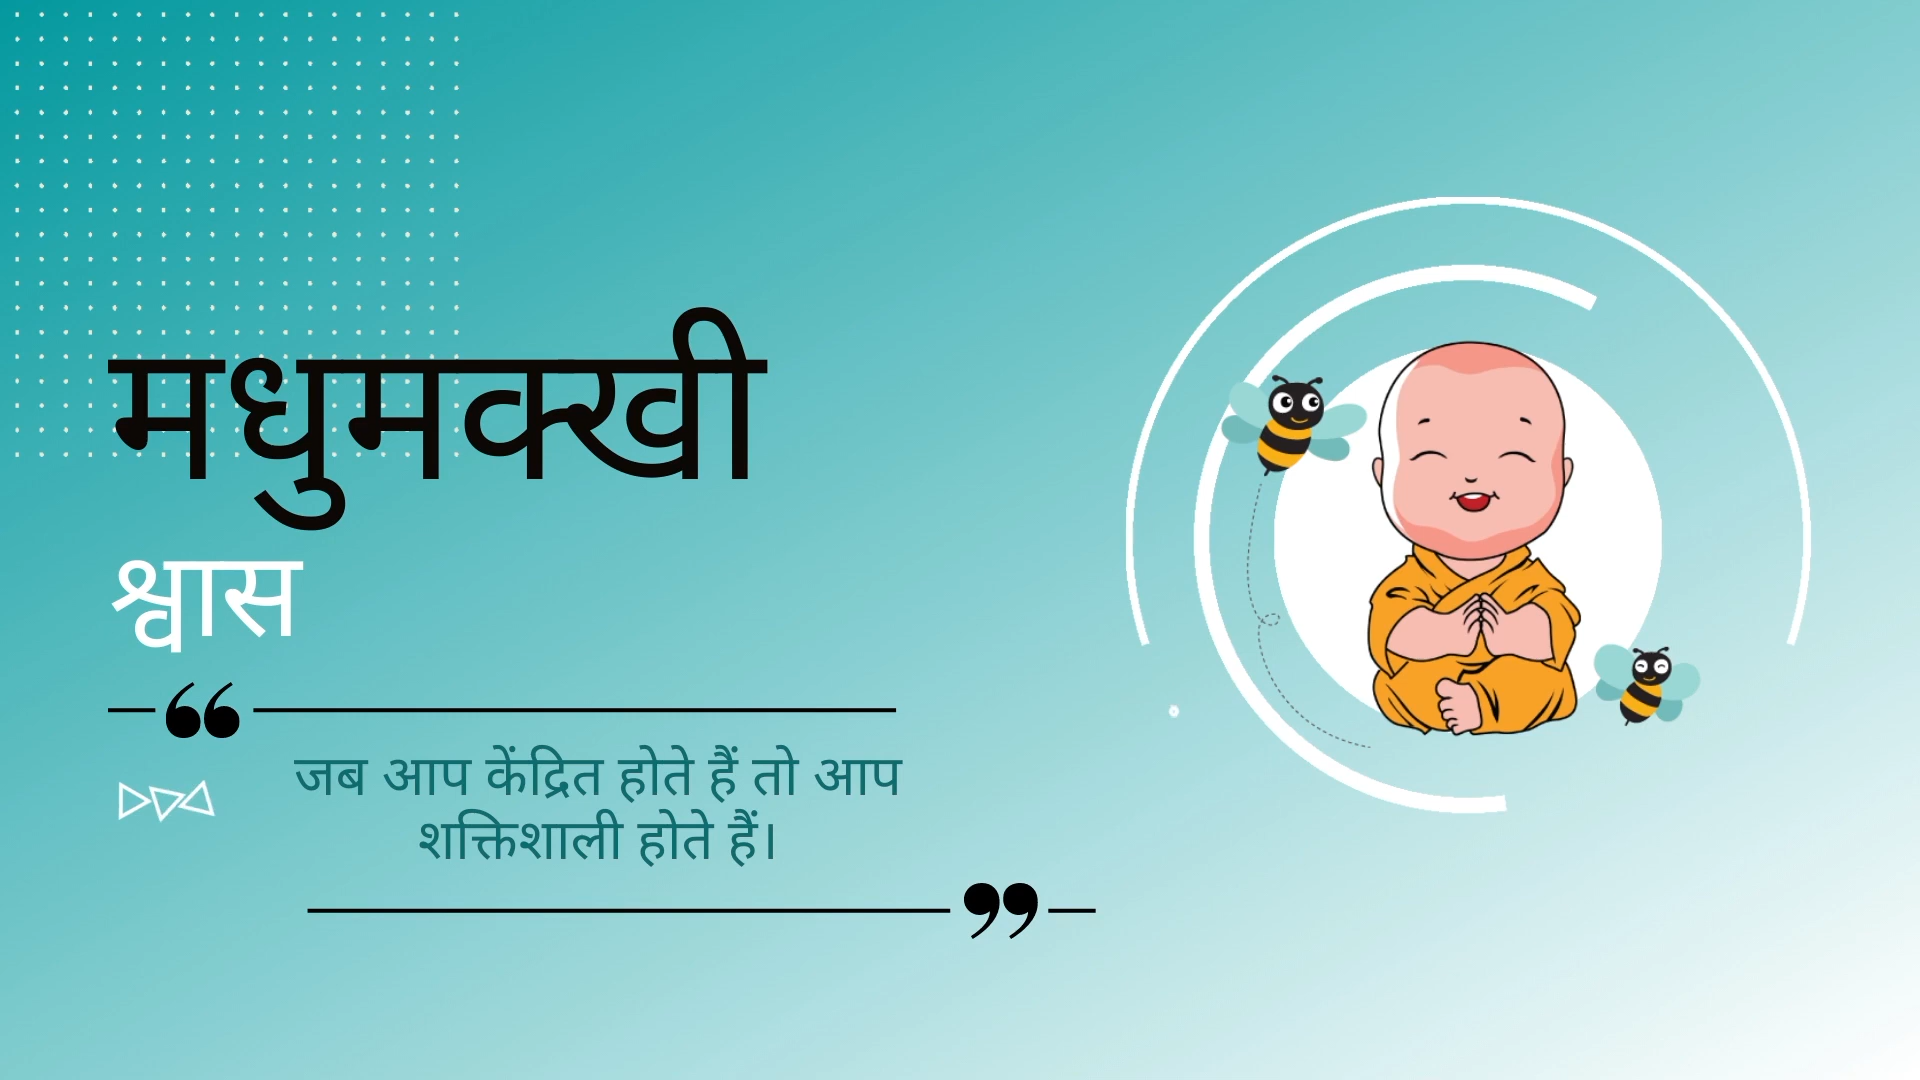 मधुमक्खी
श्वास
❝
जब आप केंद्रित होते हैं तो आप
शक्तिशाली होते हैं।
❞